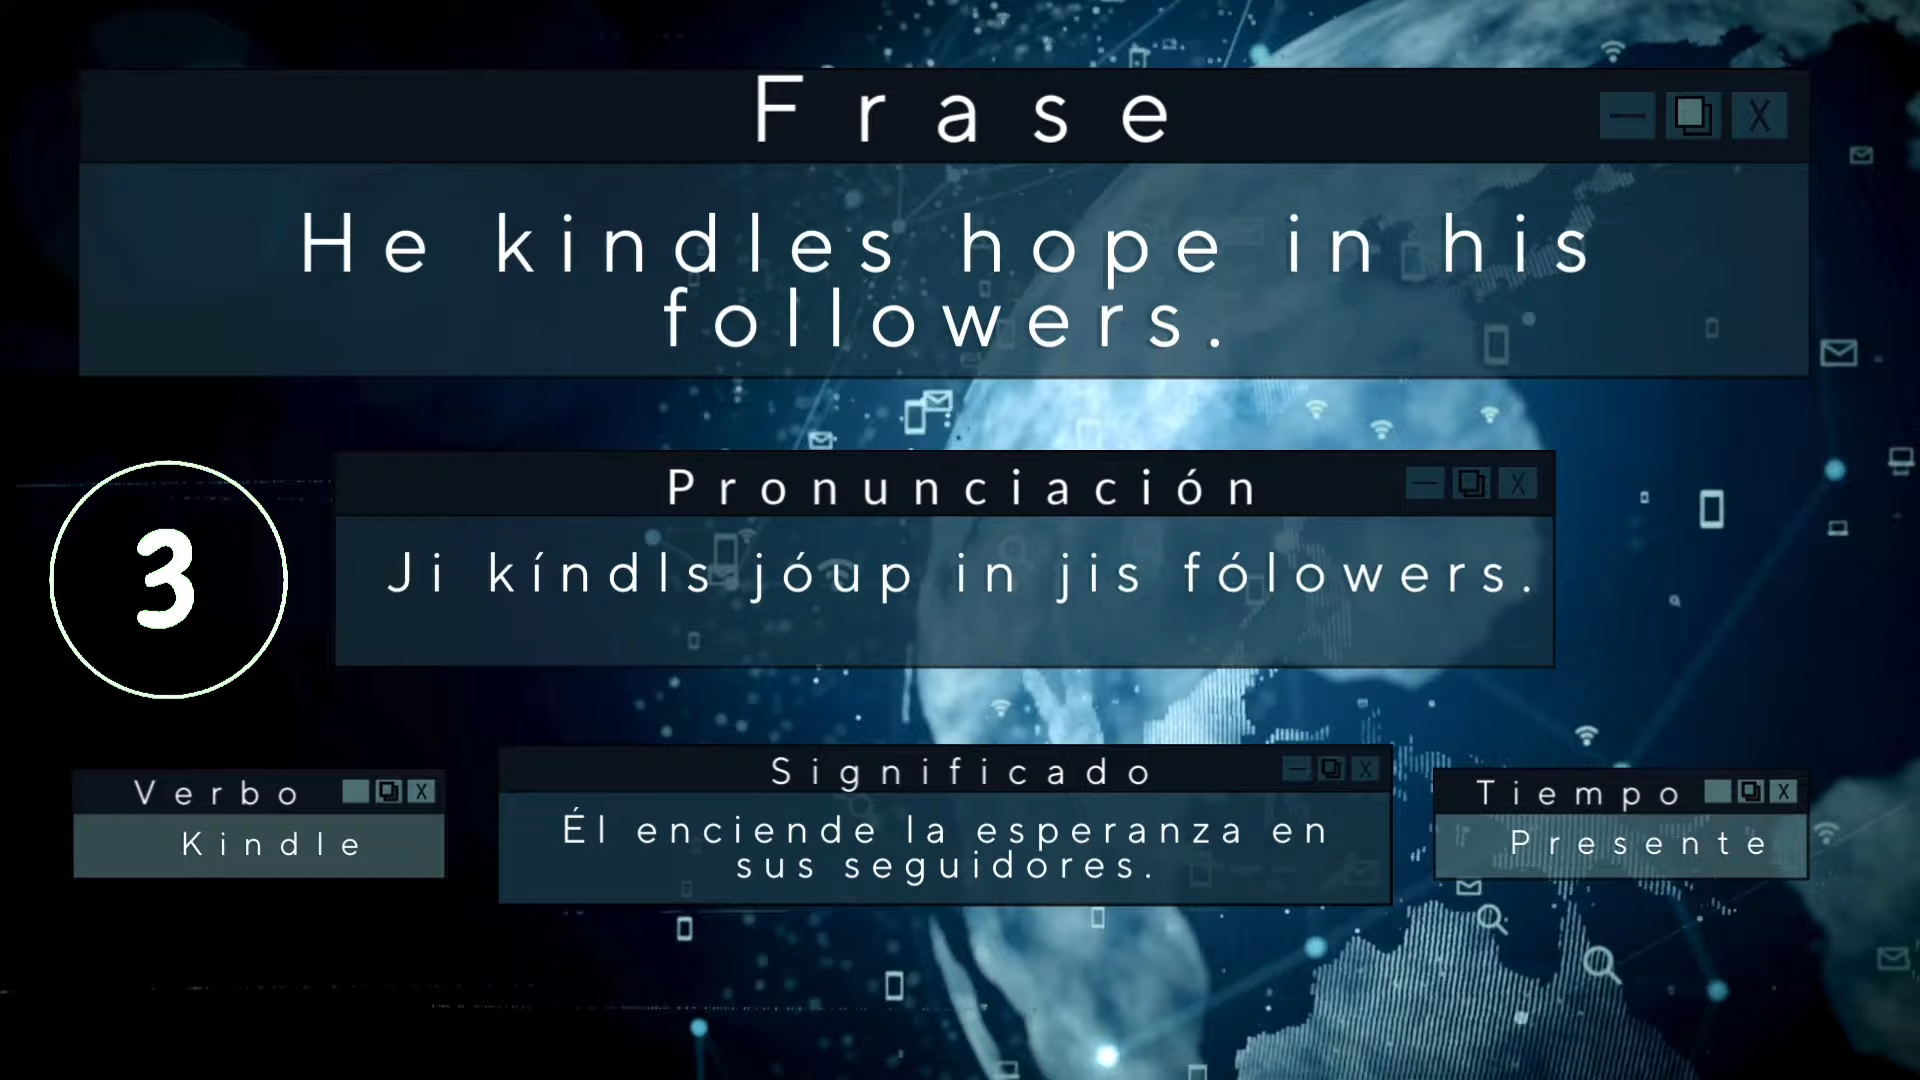 Frase
He kindles hope in his
followers.
3
Pronunciación
Ji kíndls jóup in jis fólowers.
Verbo
Kindle
Significado
Él enciende la esperanza en
sus seguidores.
Tiempo
Presente